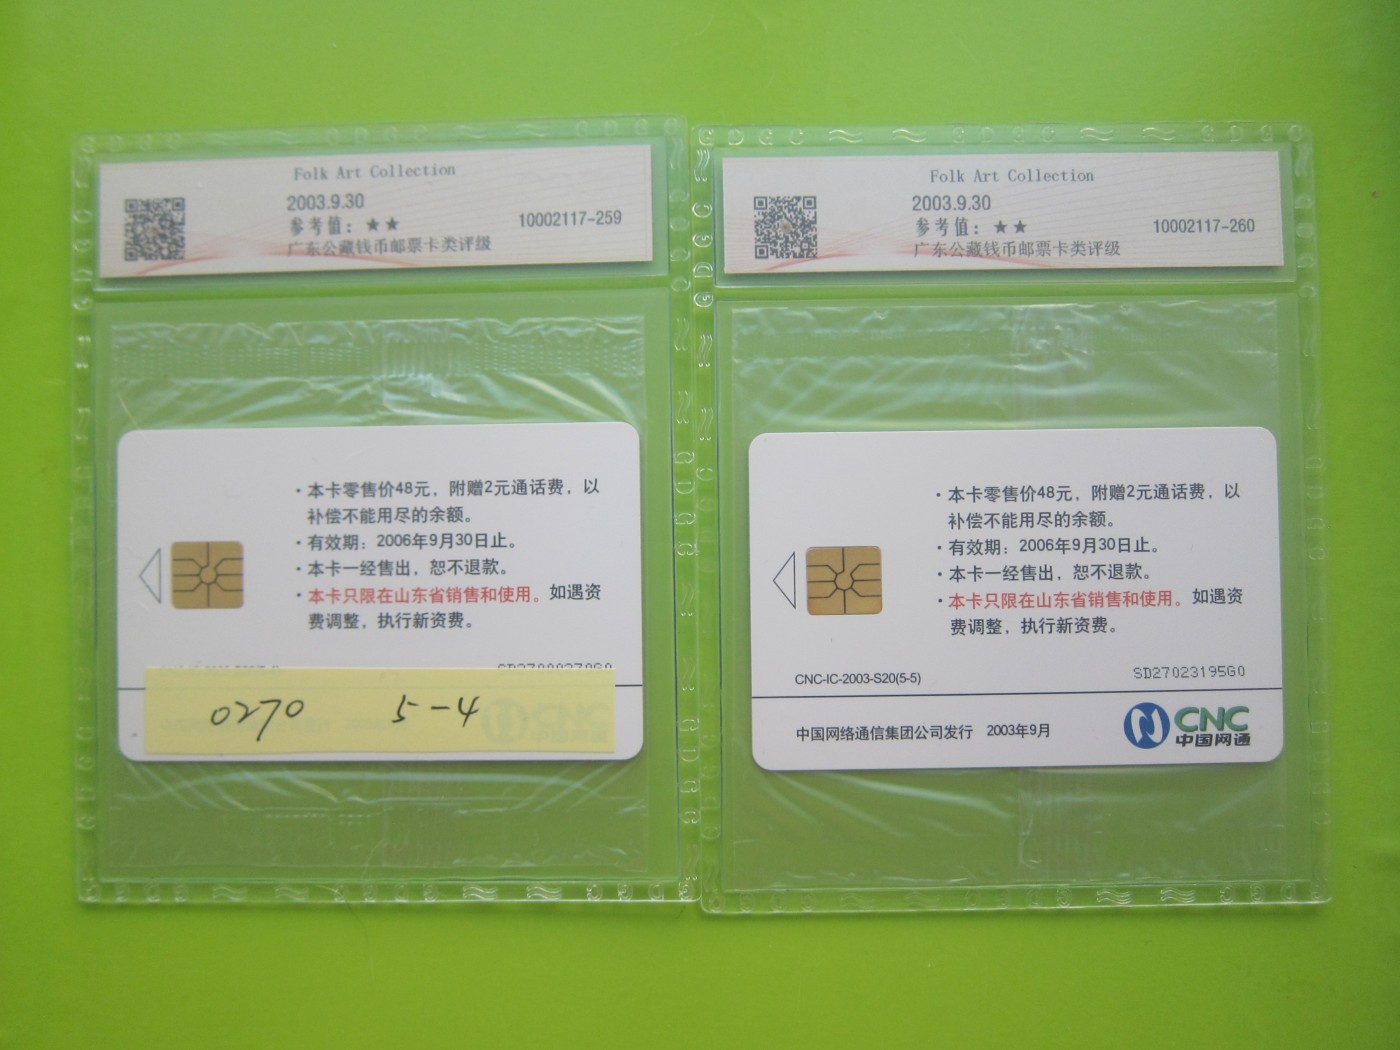 Folk Art Collection
2003.9.30
参考值：★★
10002117-259
广东公藏钱币邮票卡类评级
·本卡零售价48元，附赠2元通话费，以
补偿不能用尽的余额。
·有效期：2006年9月30日止。
·本卡一经售出，恕不退款。
·本卡只限在山东省销售和使用。如遇资
费调整，执行新资费。
0270 5-4
CNC
Folk Art Collection
2003.9.30
参考值：★★
10002117-260
广东公藏钱币邮票卡类评级
·本卡零售价48元，附赠2元通话费，以
补偿不能用尽的余额。
·有效期：2006年9月30日止。
·本卡一经售出，恕不退款。
·本卡只限在山东省销售和使用。如遇资
费调整，执行新资费。
CNC-IC-2003-S20(5-5)
SD2702319560
中国网络通信集团公司发行 2003年9月
CNC
中国网通